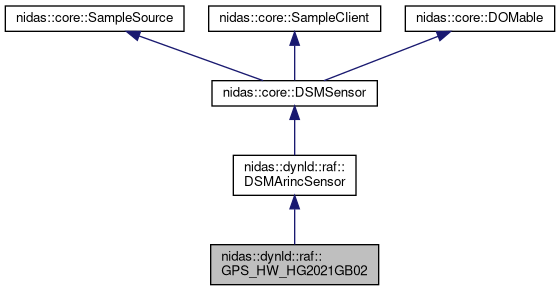 nidas::core::SampleSource
nidas::core::SampleClient
nidas::core::DOMable
nidas::core::DSMSensor
nidas::dynld::raf::
DSMArincSensor
nidas::dynld::raf::
GPS_HW_HG2021GB02